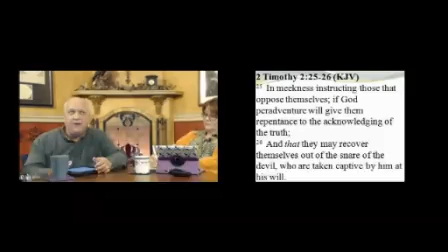 2 Timothy 2:25-26 (KJV)
25 In meekness instructing those that
oppose themselves; if God
peradventure will give them
repentance to the acknowledging of
the truth;
26 And that they may recover
themselves out of the snare of the
devil, who are taken captive by him at
his will.